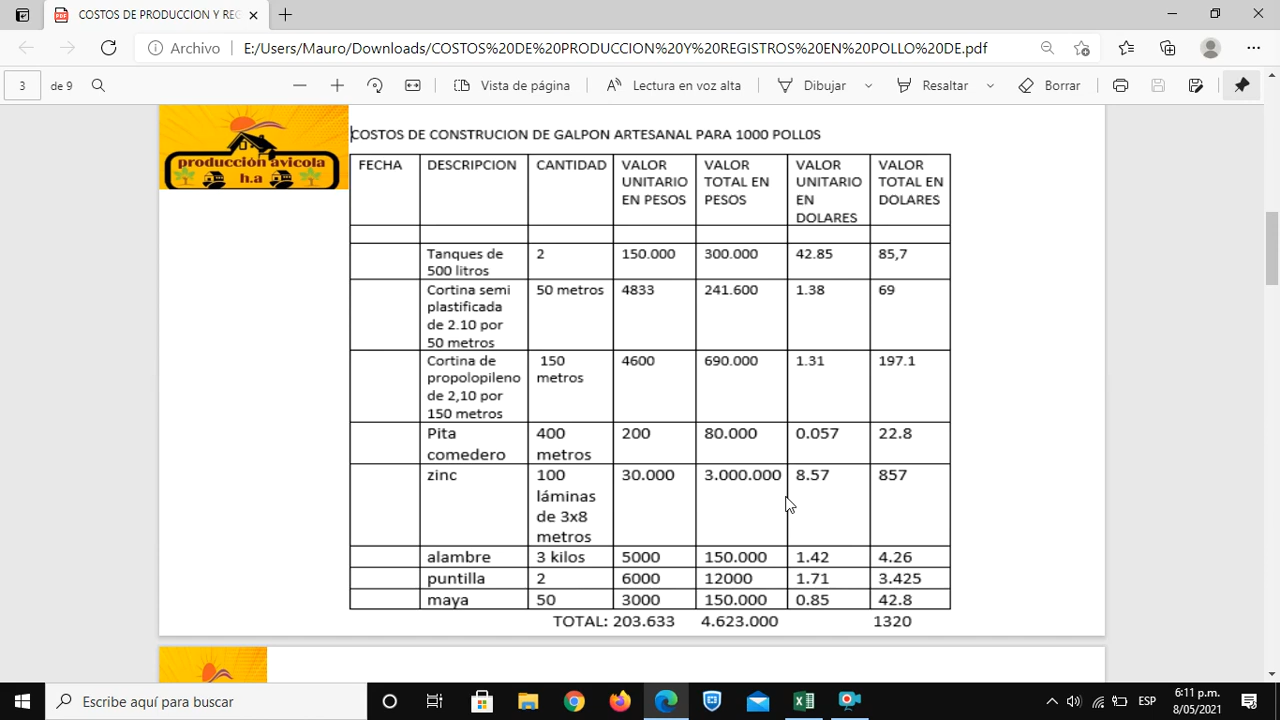 COSTOS DE PRODUCCION Y REG
Archivo E:/Users/Mauro/Downloads/COSTOS%20DE%20PRODUCCION%20Y%20REGISTROS%20EN%20POLLO%20DE.pdf
3 de 9 Vista de página Lectura en voz alta Dibujar Resaltar Borrar
producción avicola
h.a
COSTOS DE CONSTRUCION DE GALPON ARTESANAL PARA 1000 POLL0S
FECHA DESCRIPCION CANTIDAD VALOR UNITARIO EN PESOS VALOR TOTAL EN PESOS VALOR UNITARIO EN DOLARES VALOR TOTAL EN DOLARES
Tanques de 500 litros 2 150.000 300.000 42.85 85,7
Cortina semi plastificada de 2.10 por 50 metros 50 metros 4833 241.600 1.38 69
Cortina de propolopileno de 2,10 por 150 metros 150 metros 4600 690.000 1.31 197.1
Pita comedero 400 metros 200 80.000 0.057 22.8
zinc 100 láminas de 3x8 metros 30.000 3.000.000 8.57 857
alambre 3 kilos 5000 150.000 1.42 4.26
puntilla 2 6000 12000 1.71 3.425
maya 50 3000 150.000 0.85 42.8
TOTAL: 203.633 4.623.000 1320
Escribe aquí para buscar
ESP
6:11 p.m.
8/05/2021